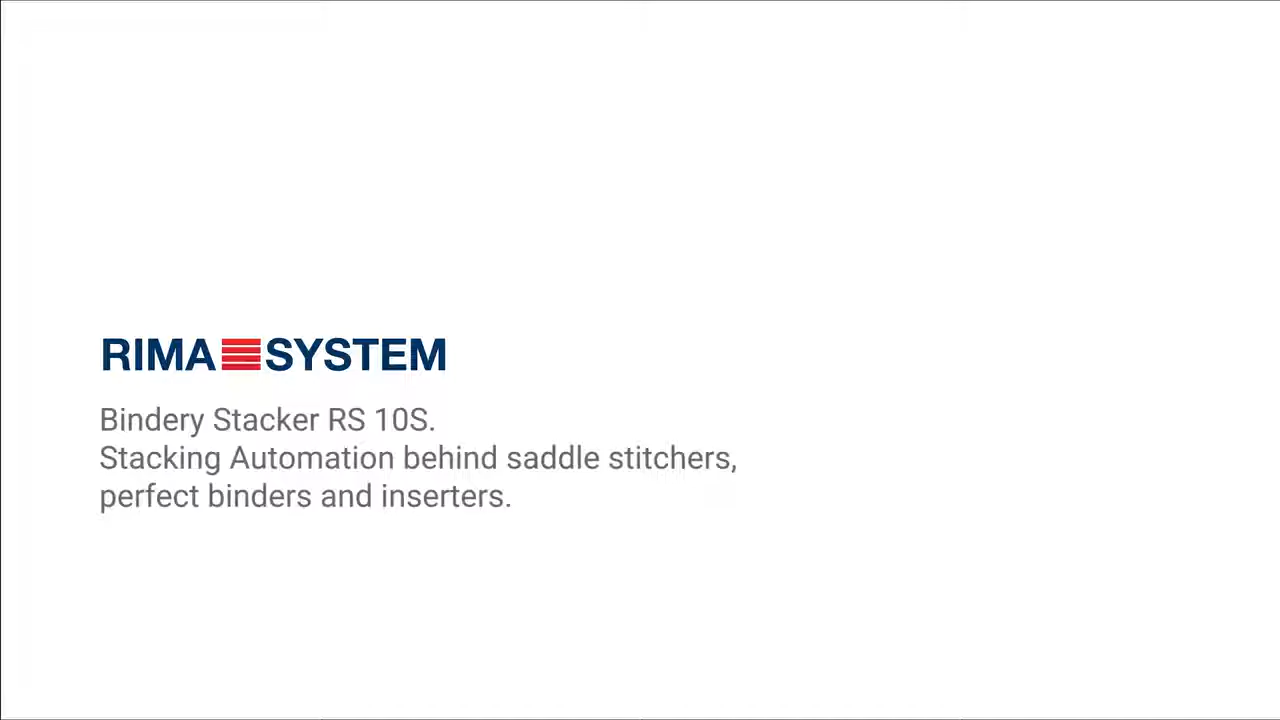 RIMA SYSTEM
Bindery Stacker RS 10S.
Stacking Automation behind saddle stitchers,
perfect binders and inserters.